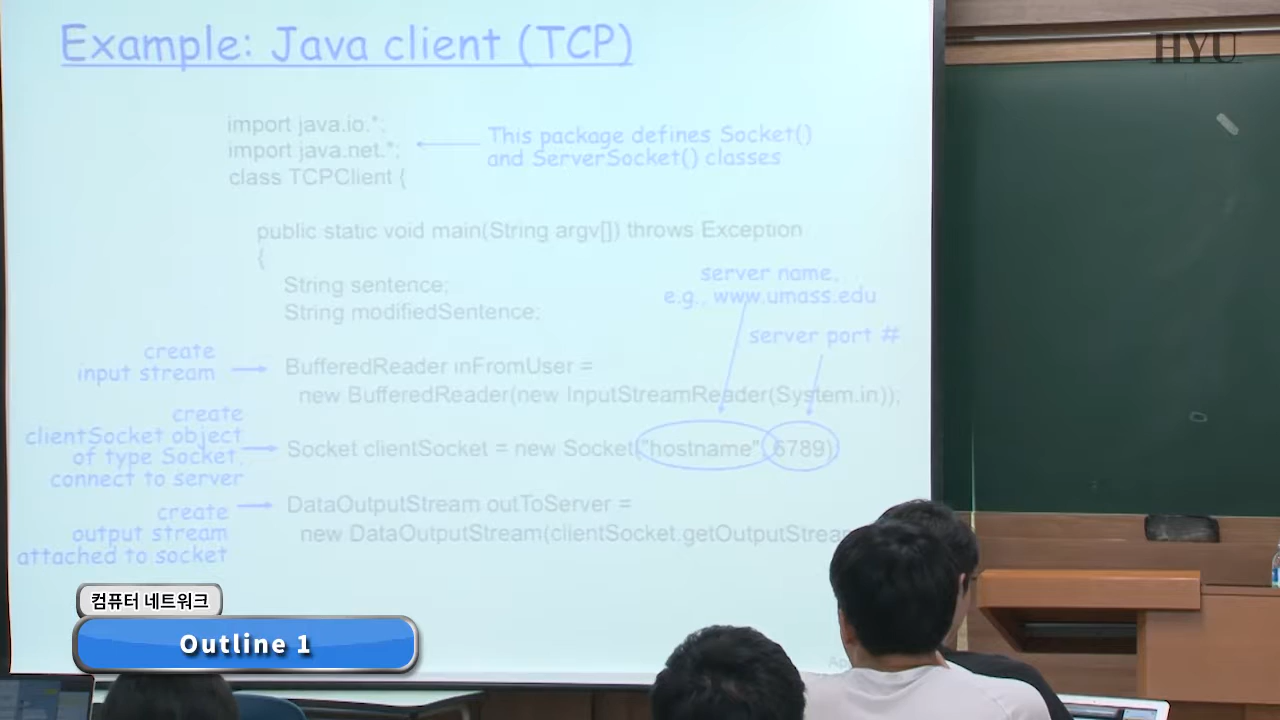 Example: Java client (TCP)
HYU
import java.io.*;
import java.net.*;
class TCPClient {
This package defines Socket()
and ServerSocket() classes
public static void main(String argv[]) throws Exception
{
String sentence;
String modifiedSentence;
server name,
e.g., www.umass.edu
server port #
create
input stream
BufferedReader inFromUser =
new BufferedReader(new InputStreamReader(System.in));
create
clientSocket object
of type Socket,
connect to server
Socket clientSocket = new Socket("hostname", 6789);
create
output stream
attached to socket
DataOutputStream outToServer =
new DataOutputStream(clientSocket.getOutputStrea
컴퓨터 네트워크
Outline 1